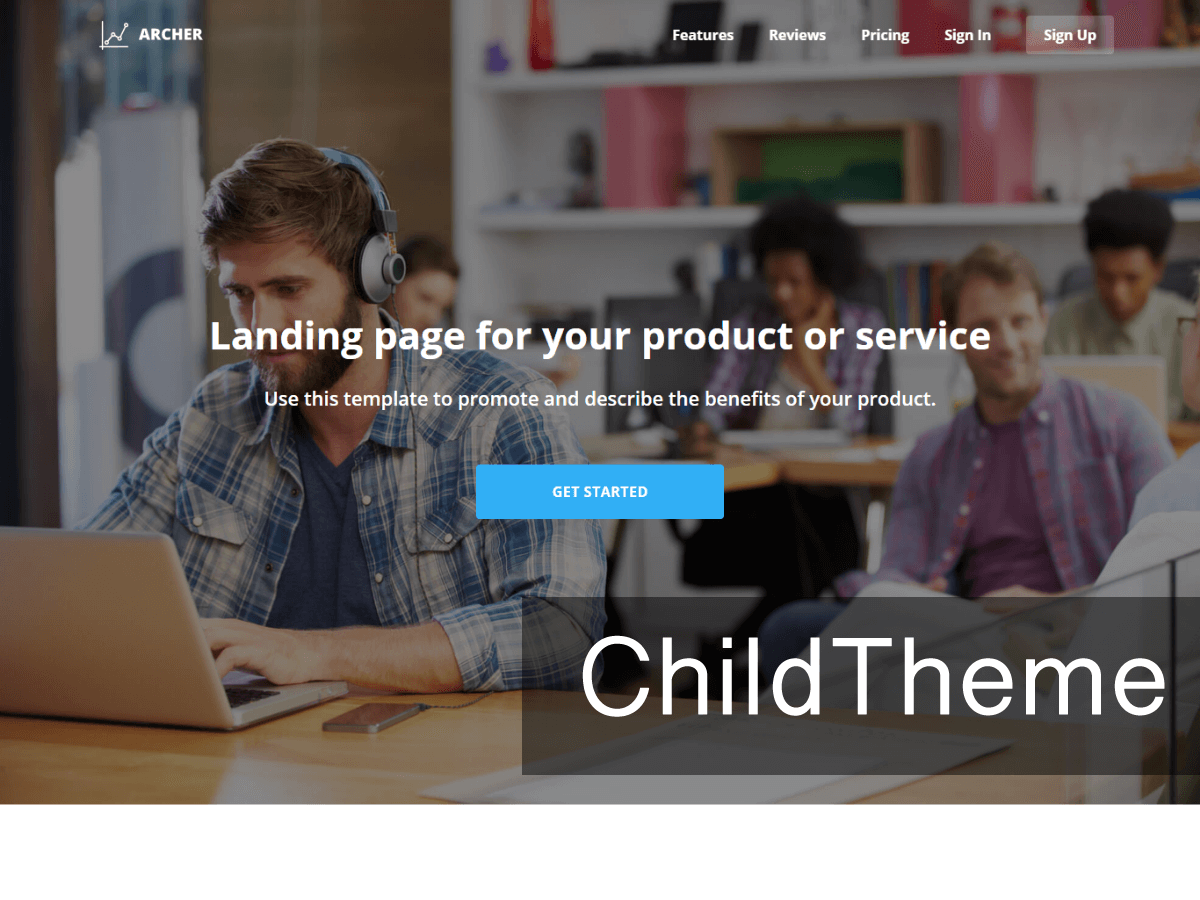 ARCHER
Features Reviews Pricing Sign In Sign Up
Landing page for your product or service
Use this template to promote and describe the benefits of your product.
GET STARTED
ChildTheme